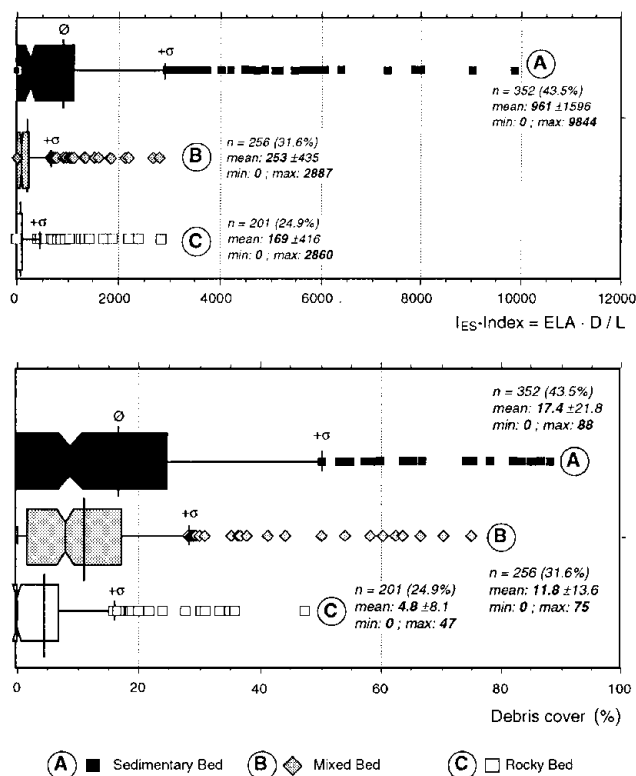 Ø
+σ
A
n = 352 (43.5%)
mean: 961 ±1596
min: 0 ; max: 9844
+σ
B
n = 256 (31.6%)
mean: 253 ±435
min: 0; max: 2887
+σ
C
n = 201 (24.9%)
mean: 169 ±416
min: 0 ; max: 2860
0 2000 4000 6000 8000 10000 12000
IES-Index = ELA · D / L
n = 352 (43.5%)
mean: 17.4 ±21.8
min: 0 ; max: 88
Ø
+σ
A
+σ
B
n = 256 (31.6%)
mean: 11.8 ±13.6
min: 0 ; max: 75
+σ
C
n = 201 (24.9%)
mean: 4.8 ±8.1
min: 0 ; max: 47
0 20 40 60 80 100
Debris cover (%)
A Sedimentary Bed B Mixed Bed C Rocky Bed